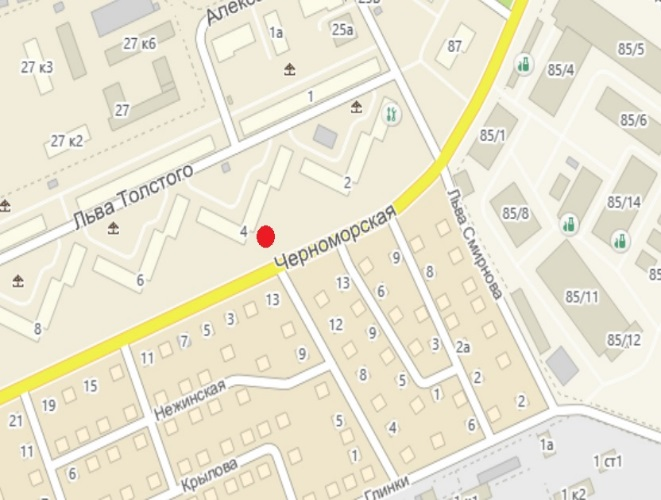 Алекс
25в
27 к6
1а
25а
87
85/5
27 к3
85/4
27
1
85/6
27 к2
85/1
Льва Толстого
2
85/14
4
85/8
Черноморская
Льва Смирнова
6
9
8
13
6
85/11
8
13
3
5
12
9
3
2а
85/12
7
11
9
15
8
5
1
2
2
19
Нежинская
21
5
4
6
11
1
1а
6
Крылова
Глинки
1 ст1
1 к2